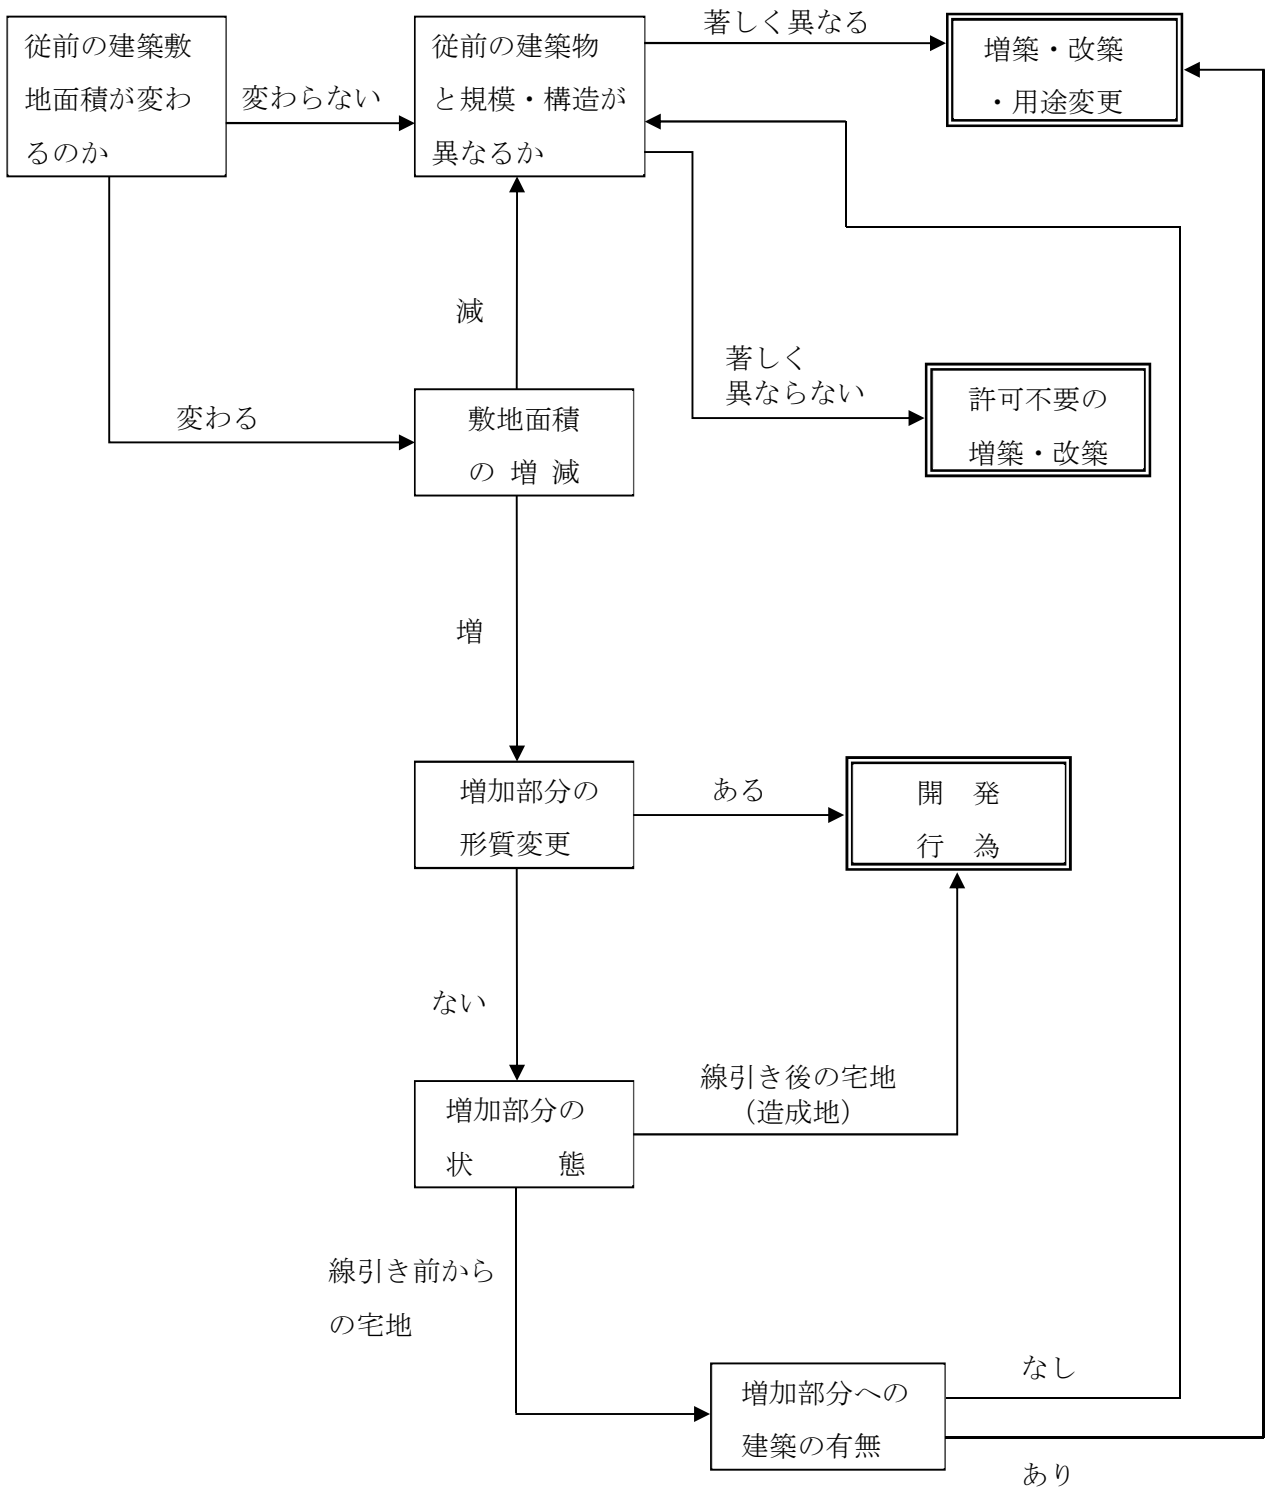 従前の建築敷
地面積が変わ
るのか
変わらない
従前の建築物
と規模・構造が
異なるか
著しく異なる
増築・改築
・用途変更
減
著しく
異ならない
許可不要の
増築・改築
変わる
敷地面積
の 増 減
増
増加部分の
形質変更
ある
開 発
行 為
ない
増加部分の
状 態
線引き後の宅地
（造成地）
線引き前から
の宅地
増加部分への
建築の有無
なし
あり